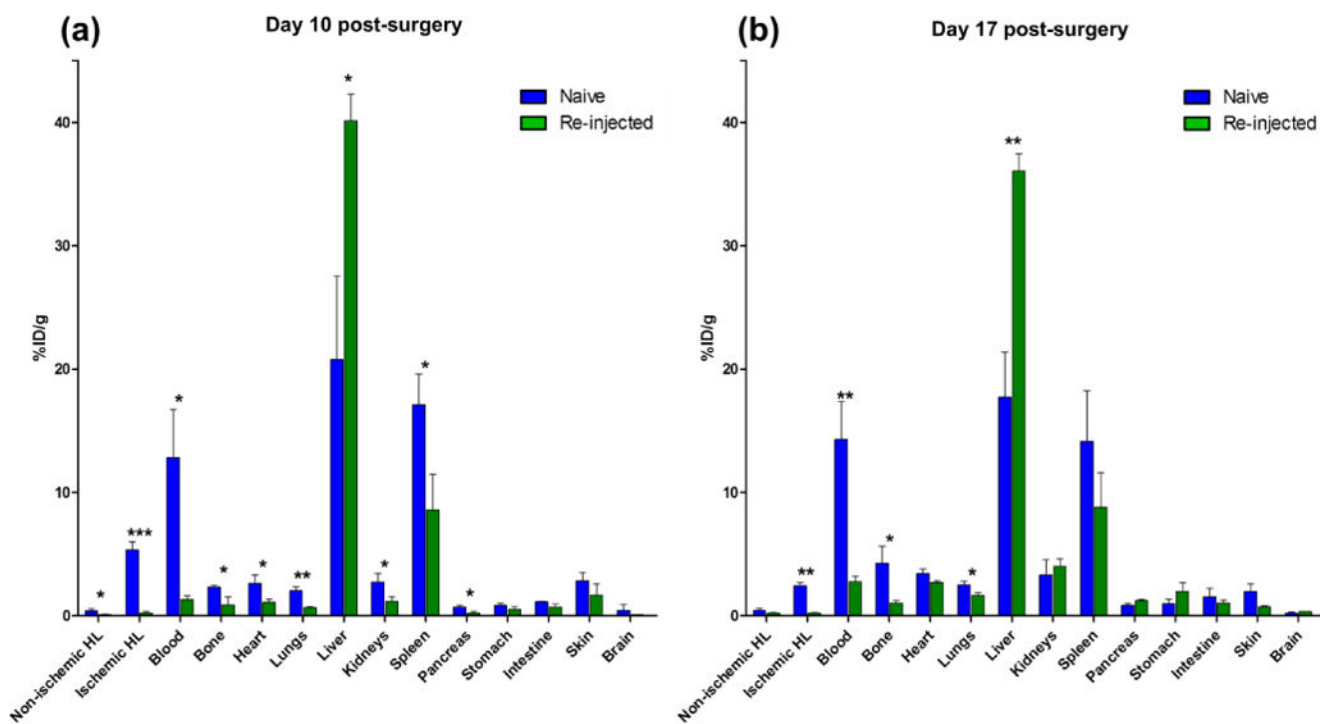 (a)
Day 10 post-surgery
%ID/g
40
30
20
10
0
Naive
Re-injected
*
***
*
*
*
**
*
*
*
*
Non-ischemic HL
Ischemic HL
Blood
Bone
Heart
Lungs
Liver
Kidneys
Spleen
Pancreas
Stomach
Intestine
Skin
Brain
(b)
Day 17 post-surgery
%ID/g
40
30
20
10
0
Naive
Re-injected
**
**
*
*
**
Non-ischemic HL
Ischemic HL
Blood
Bone
Heart
Lungs
Liver
Kidneys
Spleen
Pancreas
Stomach
Intestine
Skin
Brain